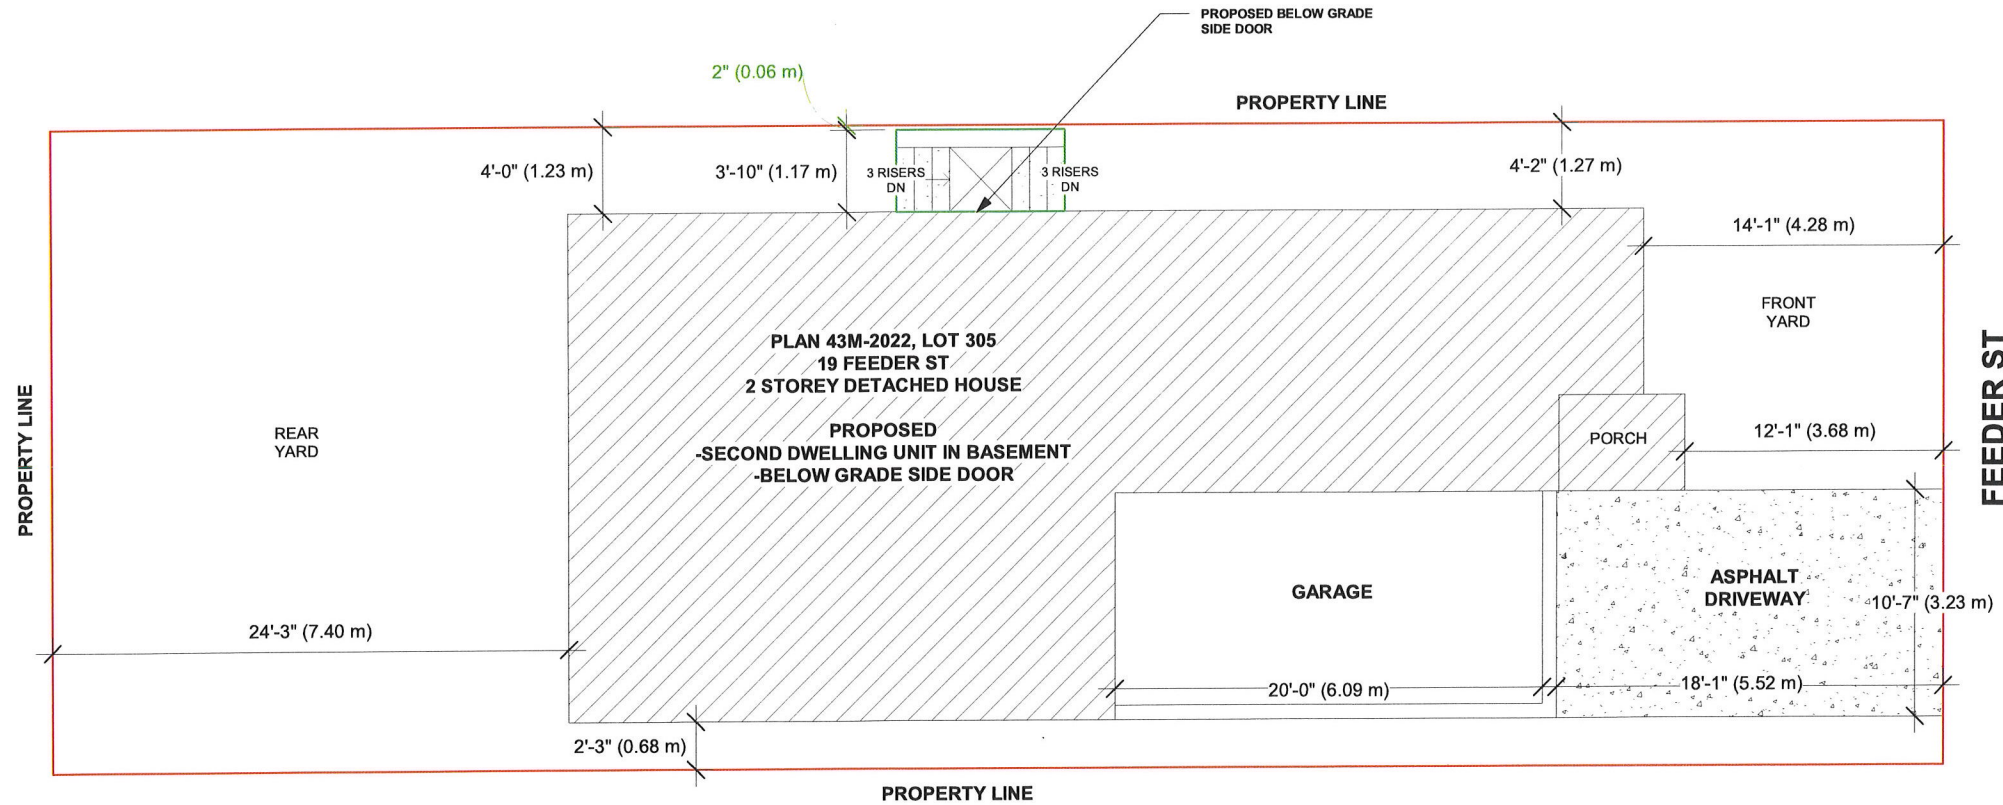 PROPOSED BELOW GRADE
SIDE DOOR
2" (0.06 m)
PROPERTY LINE
4'-0" (1.23 m)
3'-10" (1.17 m)
3 RISERS
DN
3 RISERS
DN
4'-2" (1.27 m)
14'-1" (4.28 m)
FRONT
YARD
PLAN 43M-2022, LOT 305
19 FEEDER ST
2 STOREY DETACHED HOUSE
PROPOSED
-SECOND DWELLING UNIT IN BASEMENT
-BELOW GRADE SIDE DOOR
FEEDER ST
PROPERTY LINE
REAR
YARD
PORCH
12'-1" (3.68 m)
GARAGE
ASPHALT
DRIVEWAY
10'-7" (3.23 m)
24'-3" (7.40 m)
20'-0" (6.09 m)
18'-1" (5.52 m)
2'-3" (0.68 m)
PROPERTY LINE